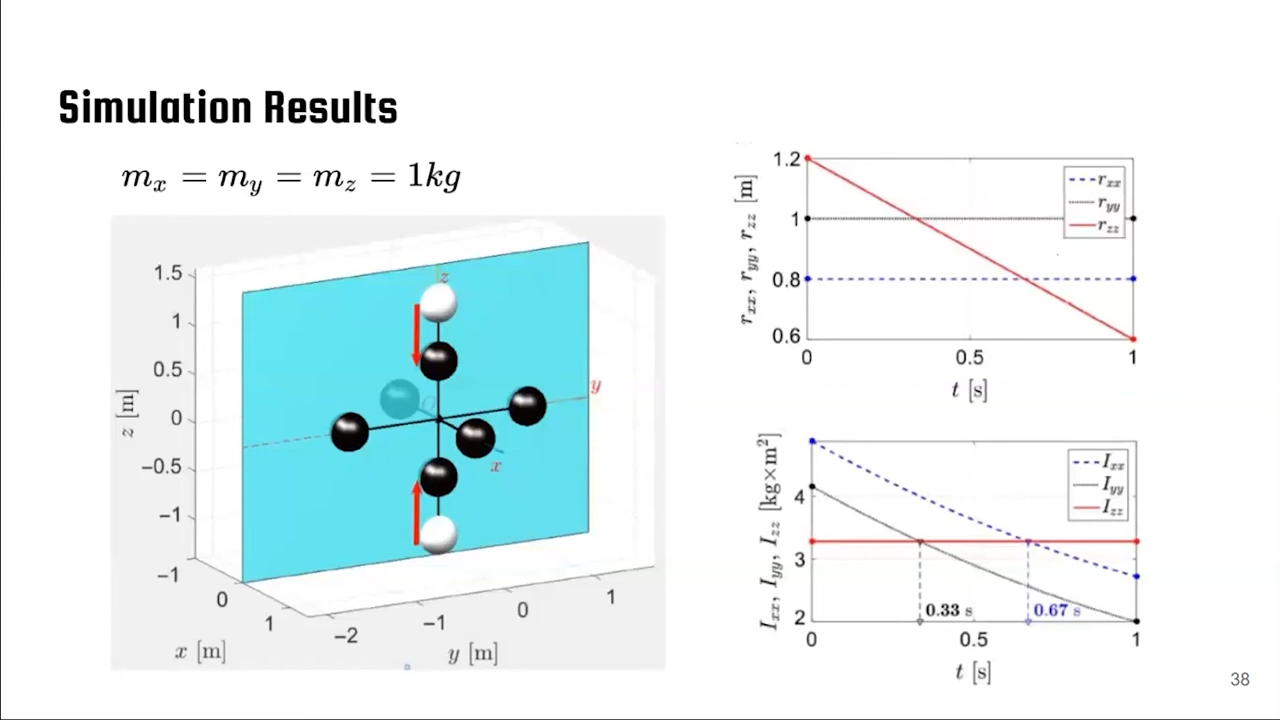 Simulation Results
m_x = m_y = m_z = 1kg
z [m]
1.5
1
0.5
0
−0.5
−1
−1
0
1
x [m]
−2
−1
0
1
y [m]
z
y
x
O
r_xx, r_yy, r_zz [m]
1.2
1
0.8
0.6
0
0.5
1
t [s]
r_xx
r_yy
r_zz
I_xx, I_yy, I_zz [kg×m²]
4
3
2
0
0.5
1
t [s]
I_xx
I_yy
I_zz
0.33 s
0.67 s
38